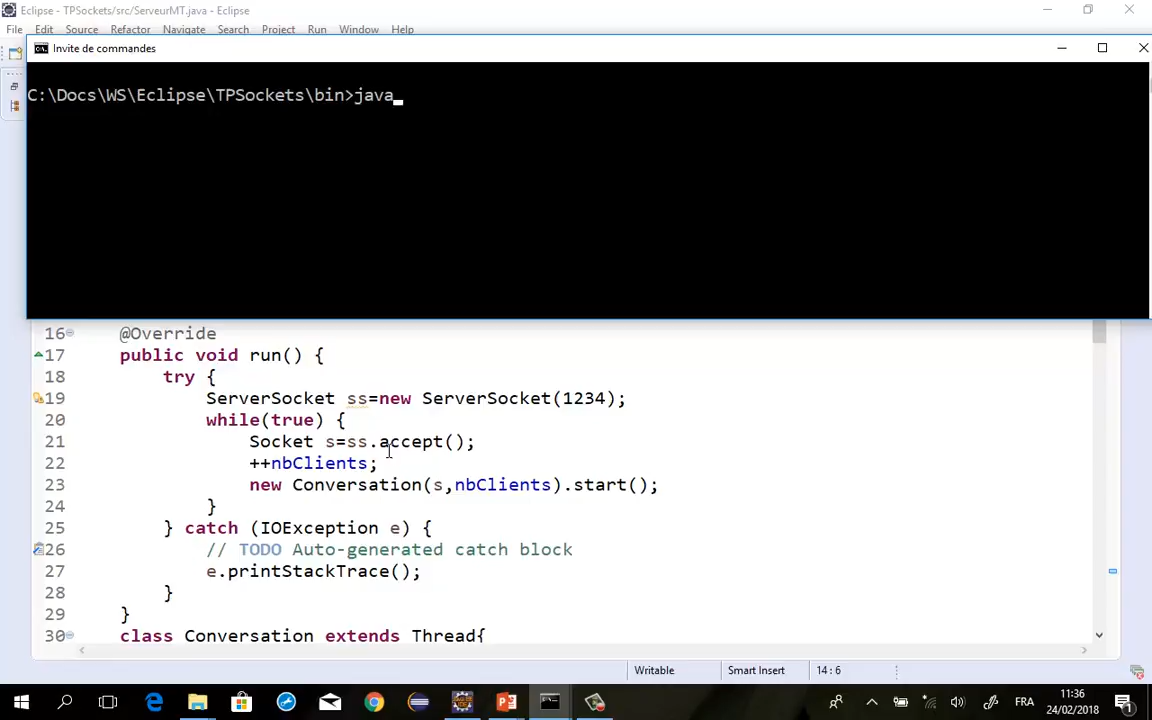 Eclipse - TPSockets/src/ServeurMT.java - Eclipse
File Edit Source Refactor Navigate Search Project Run Window Help
Invite de commandes
C:\Docs\WS\Eclipse\TPSockets\bin>java
16 @Override
17 public void run() {
18 try {
19 ServerSocket ss=new ServerSocket(1234);
20 while(true) {
21 Socket s=ss.accept();
22 ++nbClients;
23 new Conversation(s,nbClients).start();
24 }
25 } catch (IOException e) {
26 // TODO Auto-generated catch block
27 e.printStackTrace();
28 }
29 }
30 class Conversation extends Thread{
Writable Smart Insert 14 : 6
FRA 11:36
24/02/2018